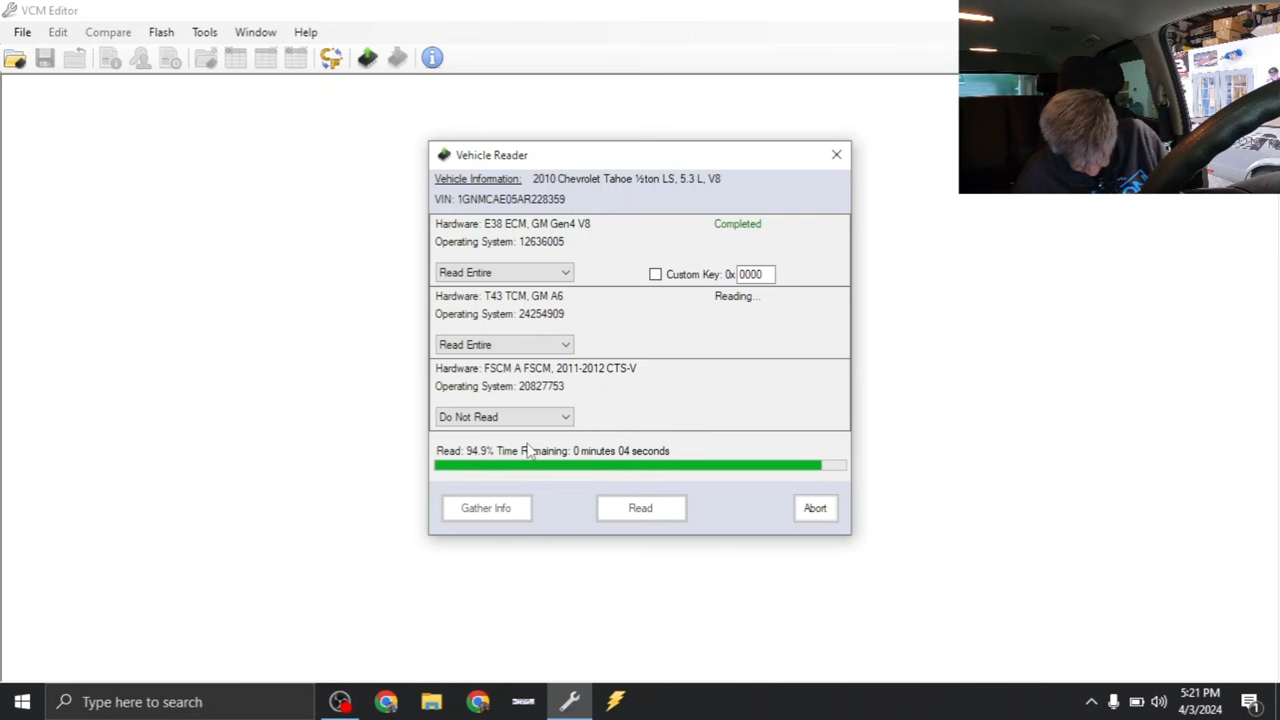 VCM Editor
File Edit Compare Flash Tools Window Help
Vehicle Reader
Vehicle Information: 2010 Chevrolet Tahoe ½ton LS, 5.3 L, V8
VIN: 1GNMCAE05AR228359
Hardware: E38 ECM, GM Gen4 V8 Completed
Operating System: 12636005
Read Entire Custom Key: 0x 0000
Hardware: T43 TCM, GM A6 Reading...
Operating System: 24254909
Read Entire
Hardware: FSCM A FSCM, 2011-2012 CTS-V
Operating System: 20827753
Do Not Read
Read: 94.9% Time Remaining: 0 minutes 04 seconds
Gather Info Read Abort
Type here to search
5:21 PM
4/3/2024